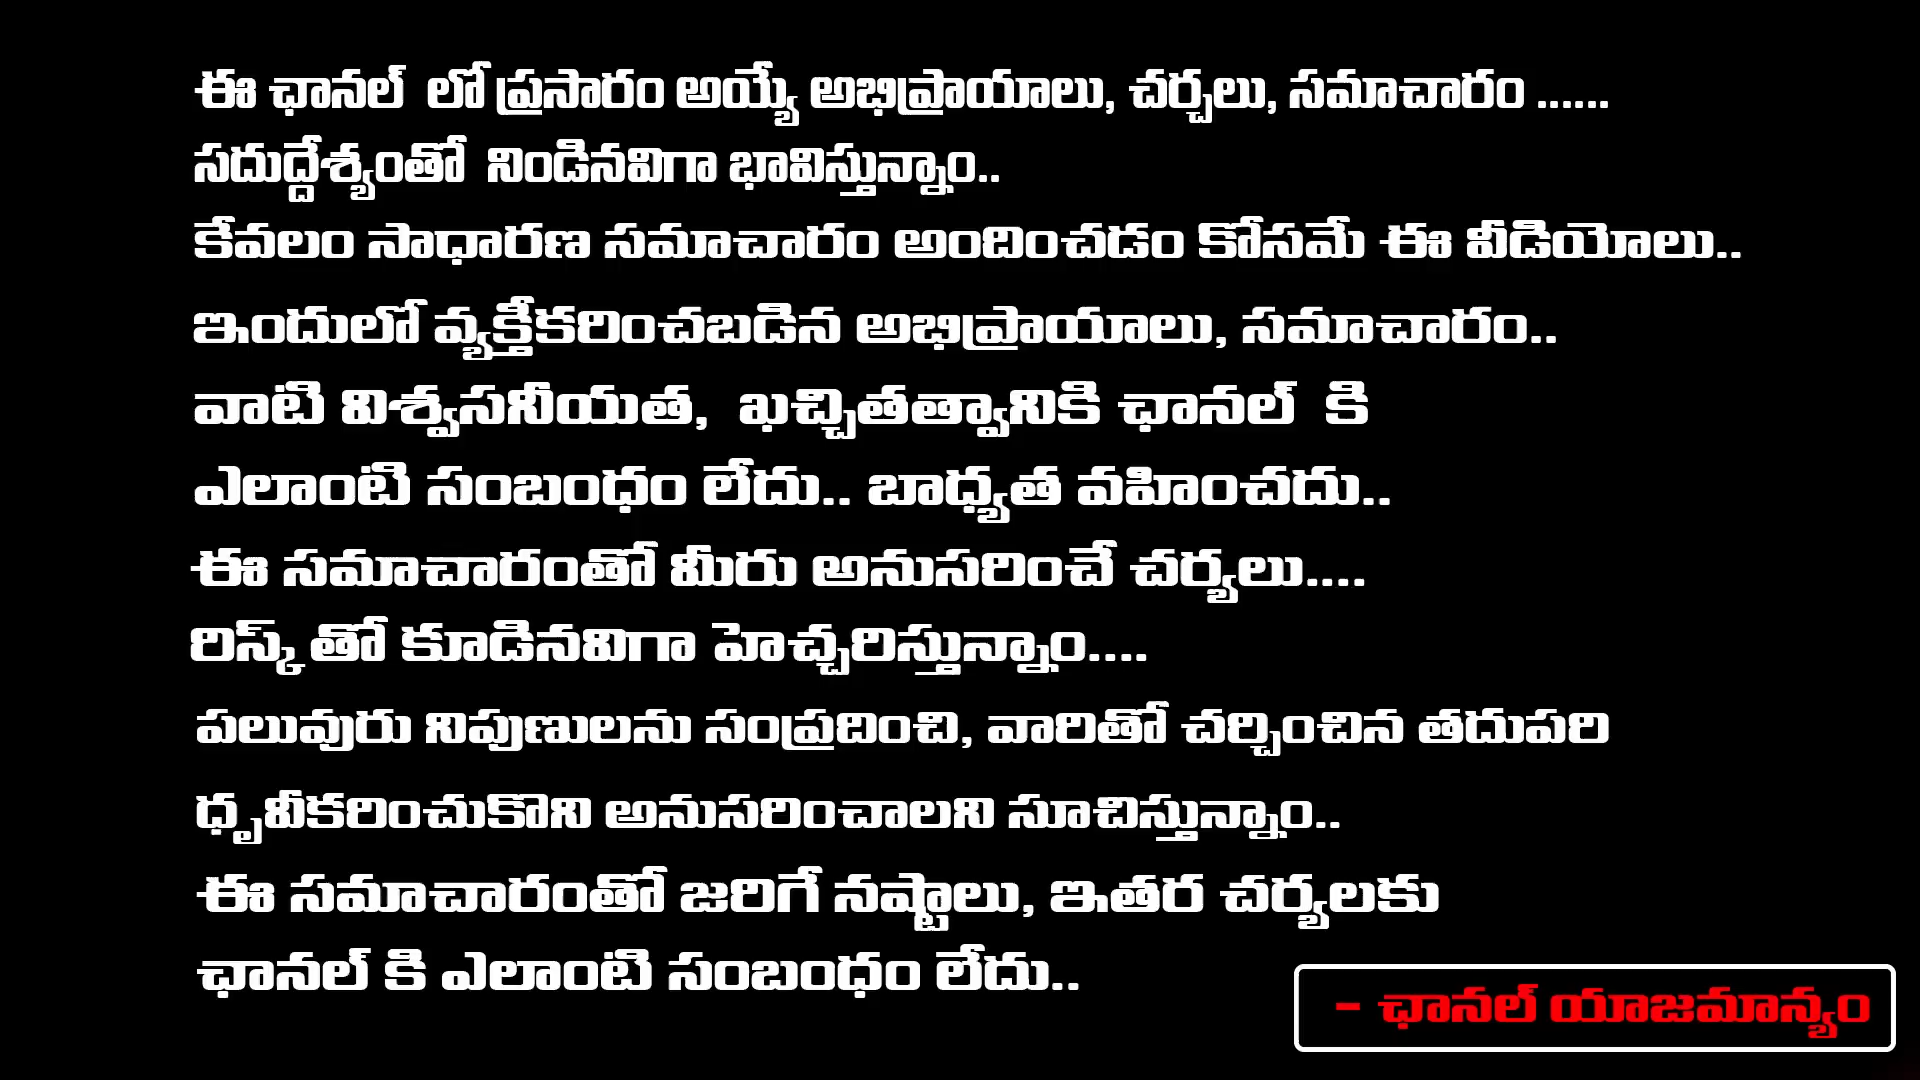 ఈ ఛానల్ లో ప్రసారం అయ్యే అభిప్రాయాలు, చర్చలు, సమాచారం ......
సదుద్దేశ్యంతో నిండినవిగా భావిస్తున్నాం..
కేవలం సాధారణ సమాచారం అందించడం కోసమే ఈ వీడియోలు..
ఇందులో వ్యక్తీకరించబడిన అభిప్రాయాలు, సమాచారం..
వాటి విశ్వసనీయత, ఖచ్చితత్వానికి ఛానల్ కి
ఎలాంటి సంబంధం లేదు.. బాధ్యత వహించదు..
ఈ సమాచారంతో మీరు అనుసరించే చర్యలు....
రిస్క్ తో కూడినవిగా హెచ్చరిస్తున్నాం....
పలువురు నిపుణులను సంప్రదించి, వారితో చర్చించిన తదుపరి
ధృవీకరించుకొని అనుసరించాలని సూచిస్తున్నాం..
ఈ సమాచారంతో జరిగే నష్టాలు, ఇతర చర్యలకు
ఛానల్ కి ఎలాంటి సంబంధం లేదు..
- ఛానల్ యాజమాన్యం